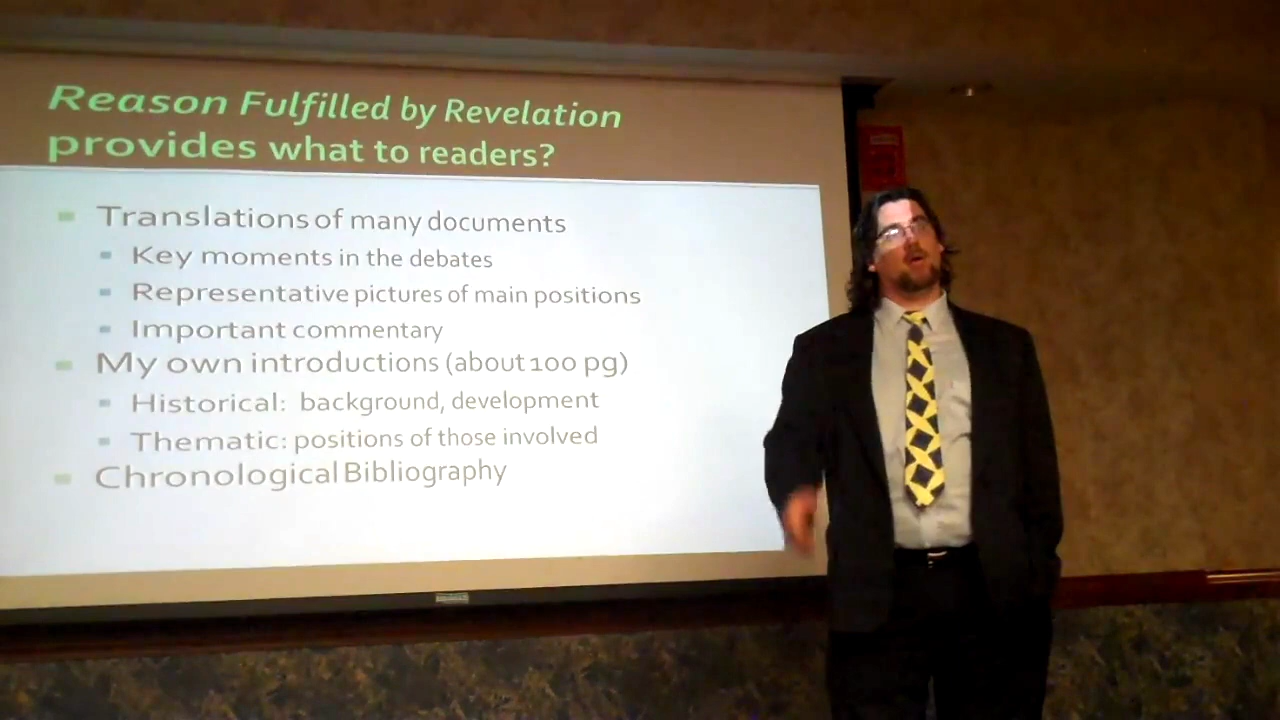 Reason Fulfilled by Revelation
provides what to readers?
Translations of many documents
Key moments in the debates
Representative pictures of main positions
Important commentary
My own introductions (about 100 pg)
Historical: background, development
Thematic: positions of those involved
Chronological Bibliography